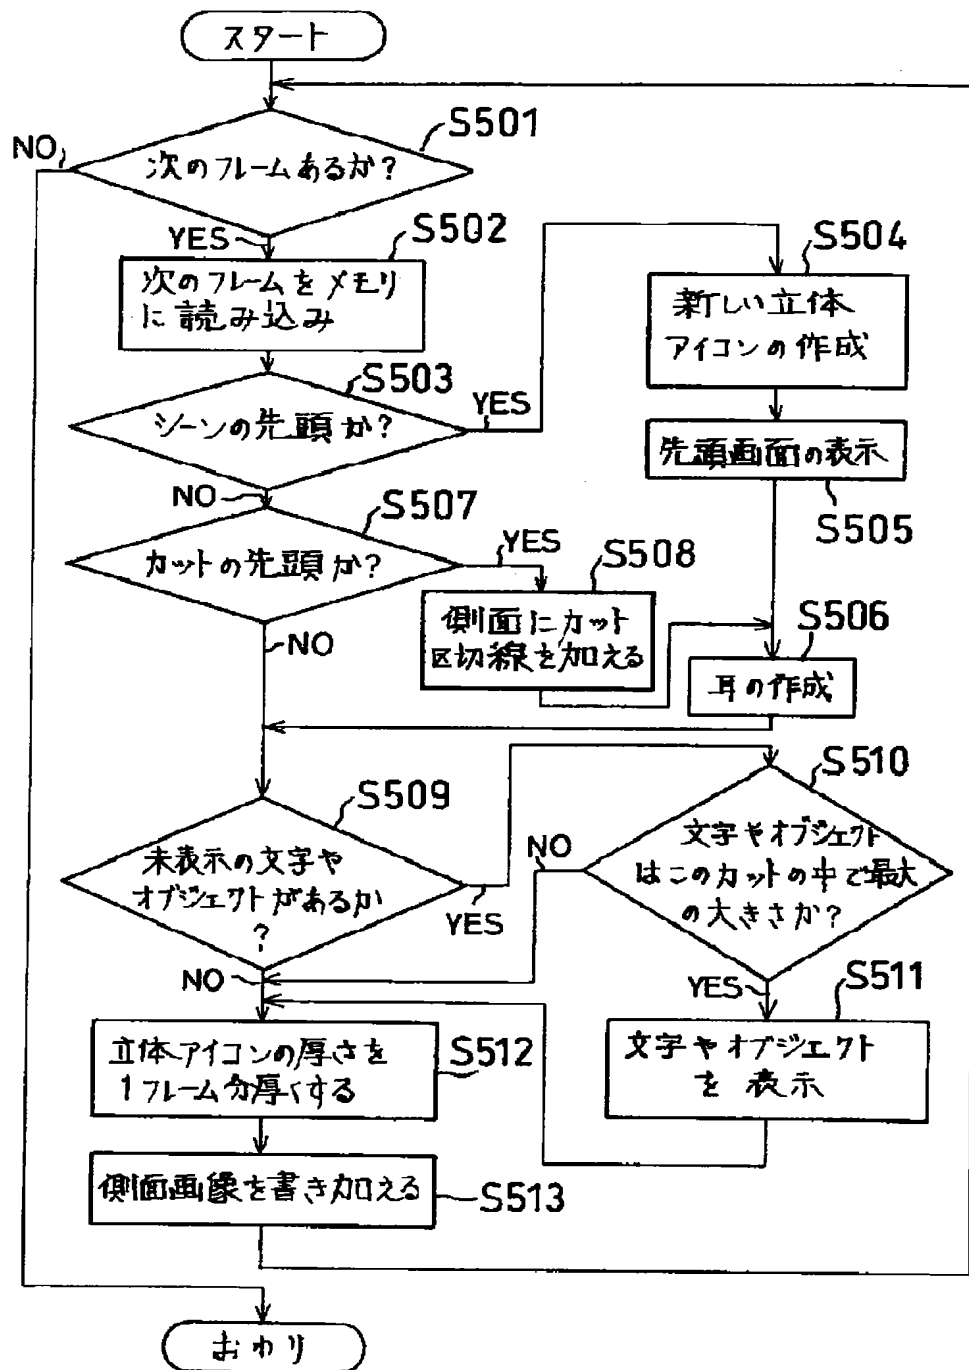 スタート
S501
NO
次のフレームあるか?
YES
S502
次のフレームをメモリ
に読み込み
S504
新しい立体
アイコンの作成
S503
シーンの先頭か?
YES
先頭画面の表示
S505
NO
S507
カットの先頭か?
YES
S508
側面にカット
区切線を加える
S506
耳の作成
NO
S509
未表示の文字や
オブジェクトがあるか
?
YES
NO
S510
文字やオブジェクト
はこのカットの中で最大
の大きさか?
NO
YES
S511
文字やオブジェクト
を表示
立体アイコンの厚さを
1フレーム分厚くする
S512
側面画像を書き加える
S513
おわり